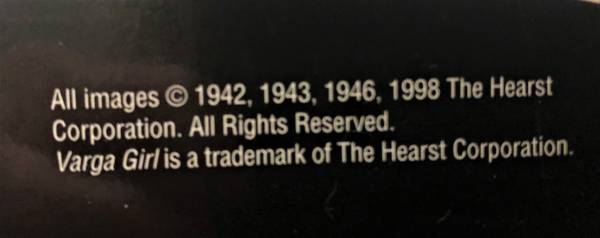 All images © 1942, 1943, 1946, 1998 The Hearst
Corporation. All Rights Reserved.
Varga Girl is a trademark of The Hearst Corporation.